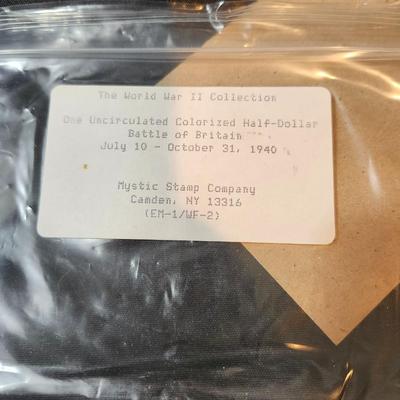 The World War II Collection
One Uncirculated Colorized Half-Dollar
Battle of Britain
July 10 - October 31, 1940
Mystic Stamp Company
Camden, NY 13316
(EM-1/WF-2)